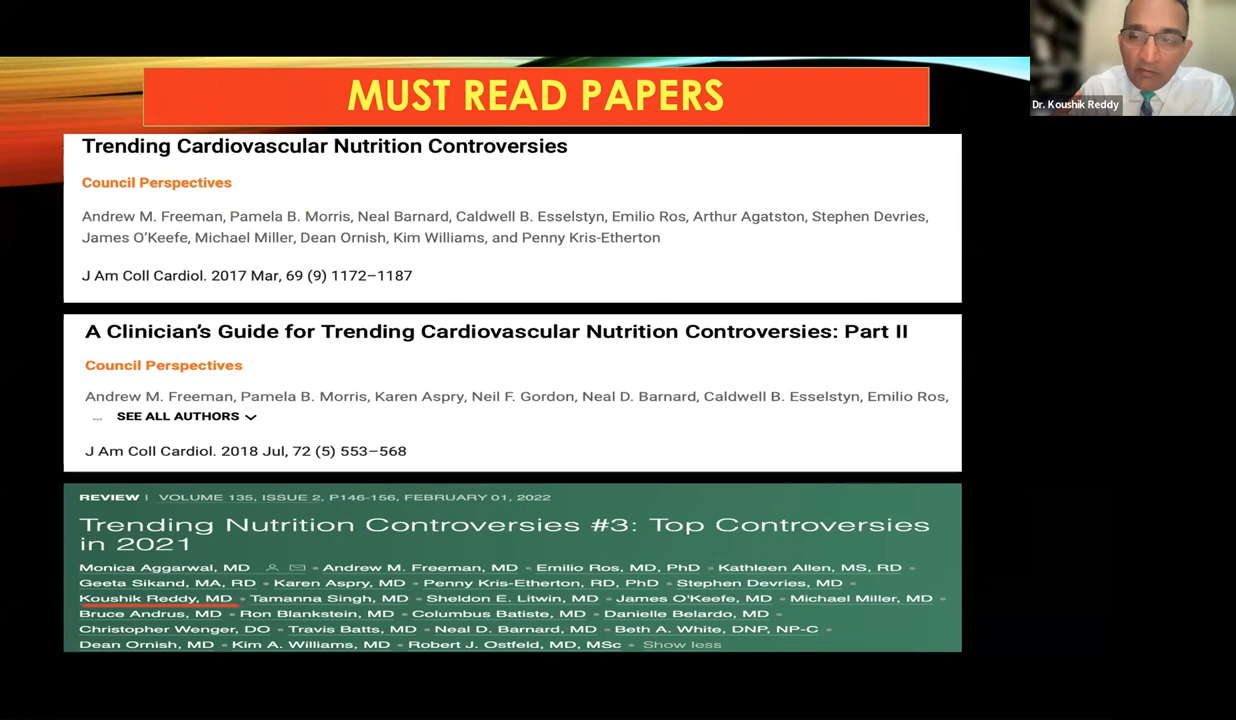 MUST READ PAPERS
Dr. Koushik Reddy
Trending Cardiovascular Nutrition Controversies
Council Perspectives
Andrew M. Freeman, Pamela B. Morris, Neal Barnard, Caldwell B. Esselstyn, Emilio Ros, Arthur Agatston, Stephen Devries,
James O'Keefe, Michael Miller, Dean Ornish, Kim Williams, and Penny Kris-Etherton
J Am Coll Cardiol. 2017 Mar, 69 (9) 1172–1187
A Clinician's Guide for Trending Cardiovascular Nutrition Controversies: Part II
Council Perspectives
Andrew M. Freeman, Pamela B. Morris, Karen Aspry, Neil F. Gordon, Neal D. Barnard, Caldwell B. Esselstyn, Emilio Ros,
... SEE ALL AUTHORS
J Am Coll Cardiol. 2018 Jul, 72 (5) 553–568
REVIEW | VOLUME 135, ISSUE 2, P146-156, FEBRUARY 01, 2022
Trending Nutrition Controversies #3: Top Controversies
in 2021
Monica Aggarwal, MD • Andrew M. Freeman, MD • Emilio Ros, MD, PhD • Kathleen Allen, MS, RD •
Geeta Sikand, MA, RD • Karen Aspry, MD • Penny Kris-Etherton, RD, PhD • Stephen Devries, MD •
Koushik Reddy, MD • Tamanna Singh, MD • Sheldon E. Litwin, MD • James O'Keefe, MD • Michael Miller, MD •
Bruce Andrus, MD • Ron Blankstein, MD • Columbus Batiste, MD • Danielle Belardo, MD •
Christopher Wenger, DO • Travis Batts, MD • Neal D. Barnard, MD • Beth A. White, DNP, NP-C •
Dean Ornish, MD • Kim A. Williams, MD • Robert J. Ostfeld, MD, MSc • Show less